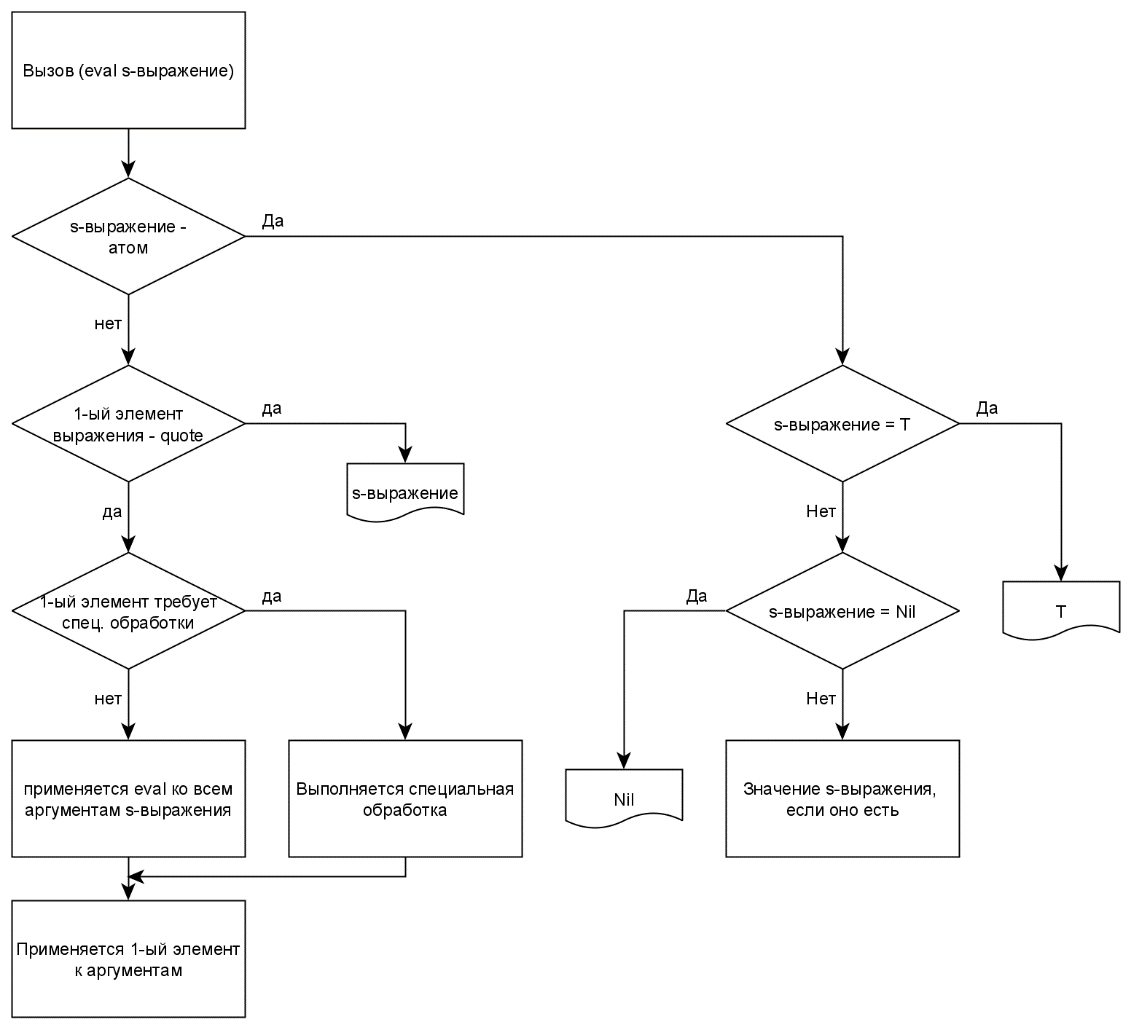 Вызов (eval s-выражение)
s-выражение -
атом
Да
нет
1-ый элемент
выражения - quote
да
s-выражение
да
s-выражение = T
Да
Нет
T
1-ый элемент требует
спец. обработки
да
нет
s-выражение = Nil
Да
Нет
Nil
применяется eval ко всем
аргументам s-выражения
Выполняется специальная
обработка
Значение s-выражения,
если оно есть
Применяется 1-ый элемент
к аргументам